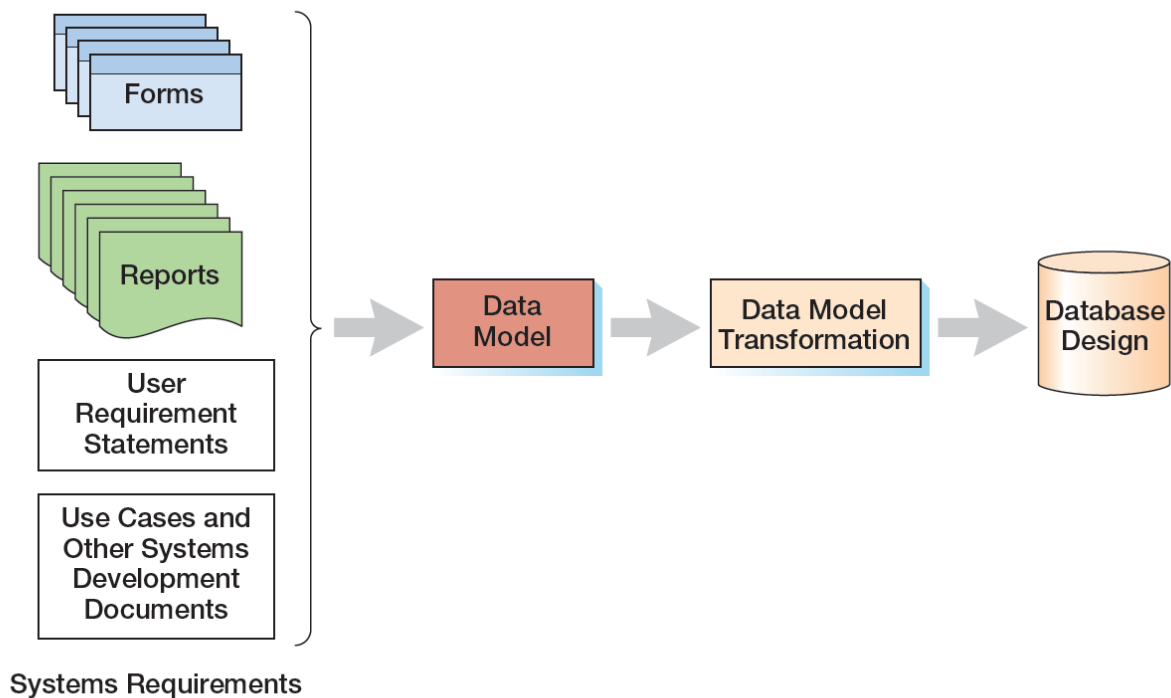 Forms
Reports
User
Requirement
Statements
Use Cases and
Other Systems
Development
Documents
Systems Requirements
Data
Model
Data Model
Transformation
Database
Design